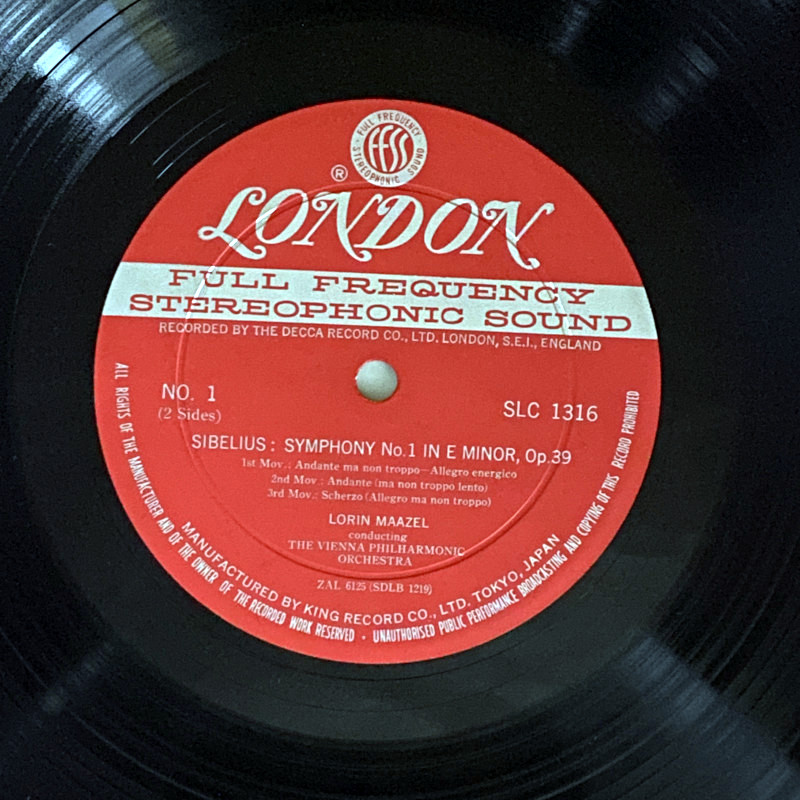 FULL FREQUENCY
FFSS
STEREOPHONIC SOUND
®
LONDON
FULL FREQUENCY
STEREOPHONIC SOUND
RECORDED BY THE DECCA RECORD CO., LTD. LONDON, S.E.I., ENGLAND
NO. 1
(2 Sides)
SLC 1316
SIBELIUS : SYMPHONY No.1 IN E MINOR, Op.39
1st Mov.: Andante ma non troppo—Allegro energico
2nd Mov.: Andante (ma non troppo lento)
3rd Mov.: Scherzo (Allegro ma non troppo)
LORIN MAAZEL
conducting
THE VIENNA PHILHARMONIC
ORCHESTRA
ZAL 6125 (SDLB 1219)
MANUFACTURED BY KING RECORD CO., LTD. TOKYO, JAPAN
ALL RIGHTS OF THE MANUFACTURER AND OF THE OWNER OF THE RECORDED WORK RESERVED · UNAUTHORISED PUBLIC PERFORMANCE BROADCASTING AND COPYING OF THIS RECORD PROHIBITED